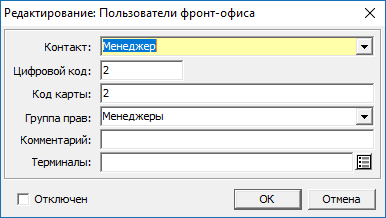 Редактирование: Пользователи фронт-офиса
Контакт: Менеджер
Цифровой код: 2
Код карты: 2
Группа прав: Менеджеры
Комментарий:
Терминалы:
Отключен OK Отмена